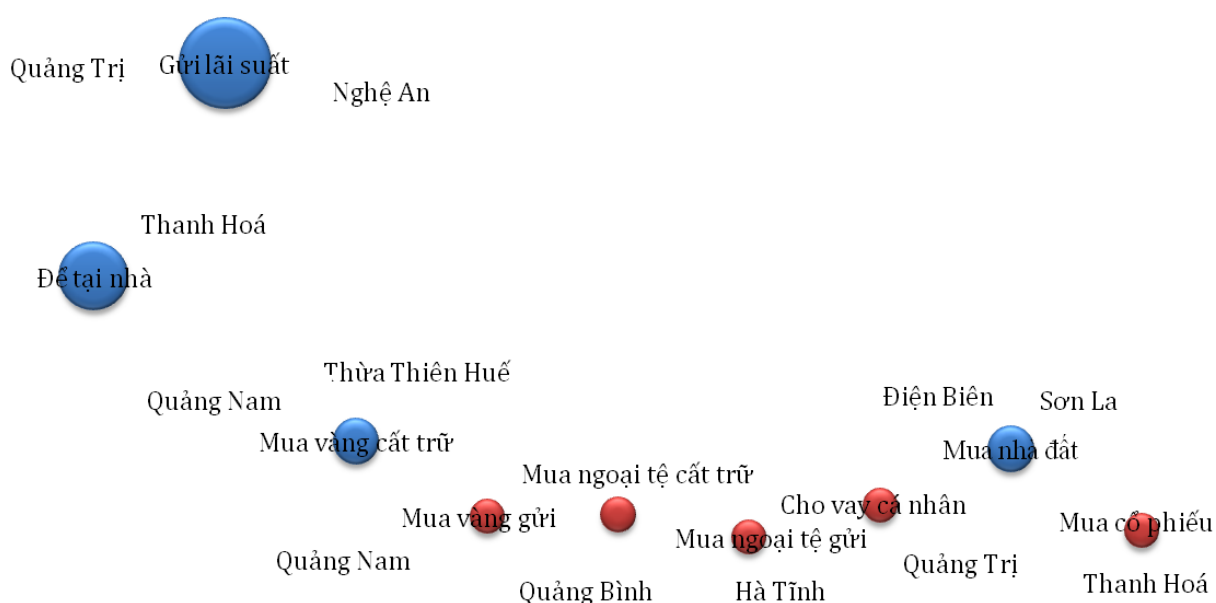 Quảng Trị
Gửi lãi suất
Nghệ An
Thanh Hoá
Để tại nhà
Thừa Thiên Huế
Quảng Nam
Mua vàng cất trữ
Điện Biên
Sơn La
Mua nhà đất
Mua ngoại tệ cất trữ
Mua vàng gửi
Cho vay cá nhân
Mua ngoại tệ gửi
Mua cổ phiếu
Quảng Nam
Quảng Bình
Hà Tĩnh
Quảng Trị
Thanh Hoá